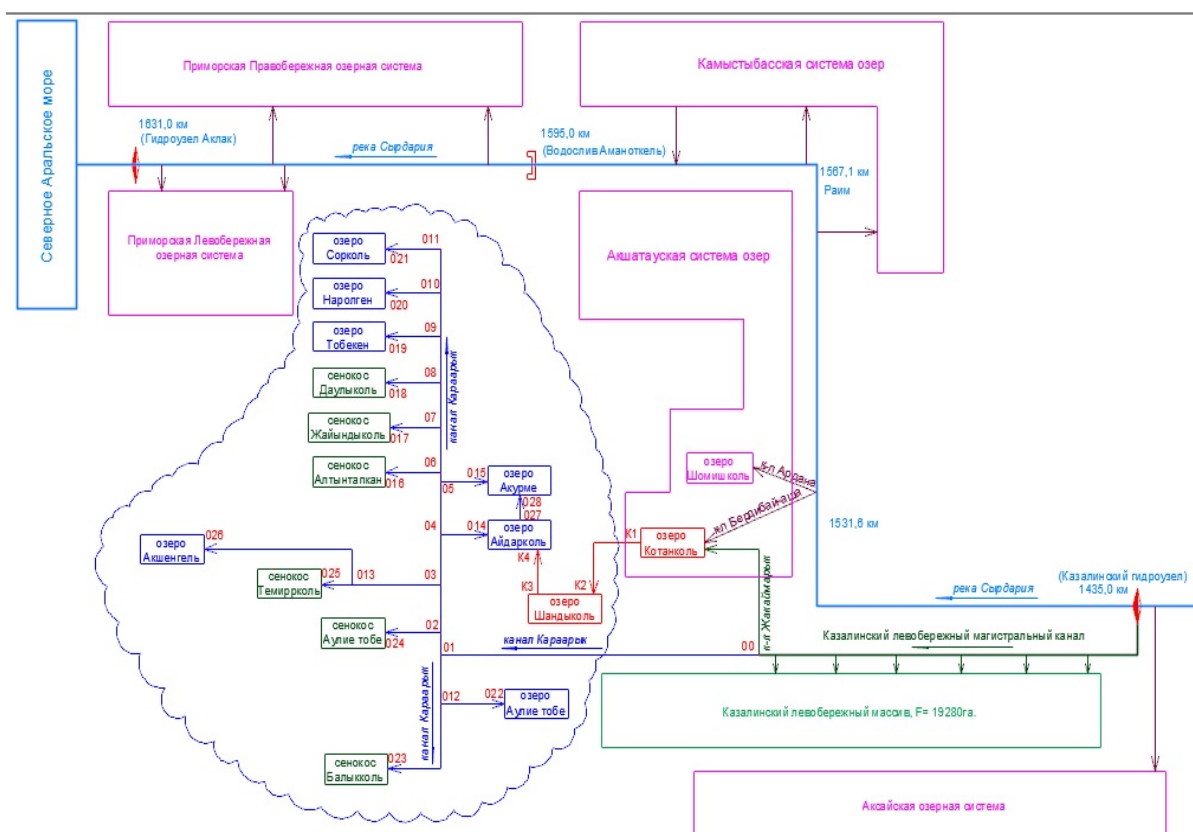 Северное Аральское море
Приморская Правобережная озерная система
Камыстыбасская система озер
1631,0 км
(Гидроузел Аклак)
река Сырдария
1595,0 км
(Водослив Аманоткель)
1567,1 км
Раим
Приморская Левобережная
озерная система
Акшатауская система озер
озеро
Сорколь
011
021
озеро
Наролген
010
020
озеро
Тобекен
09
019
сенокос
Даулыколь
08
018
канал Караарык
сенокос
Жайындыколь
07
017
сенокос
Алтынтапкан
06
016
05
015
озеро
Акурме
028
027
04
014
озеро
Айдарколь
озеро
Шомишколь
к-л Ардана
к-л Бердибай-аша
1531,6 км
K1
озеро
Котанколь
K4
K3
K2
озеро
Шандыколь
026
озеро
Акшенгель
025
013
03
сенокос
Темиррколь
02
сенокос
Аулие тобе
024
01
канал Караарык
00
к-л Жакаймарык
река Сырдария
(Казалинский гидроузел)
1435,0 км
Казалинский левобережный магистральный канал
канал Караарык
012
022
озеро
Аулие тобе
023
сенокос
Балыкколь
Казалинский левобережный массив, F= 19280га.
Аксайская озерная система